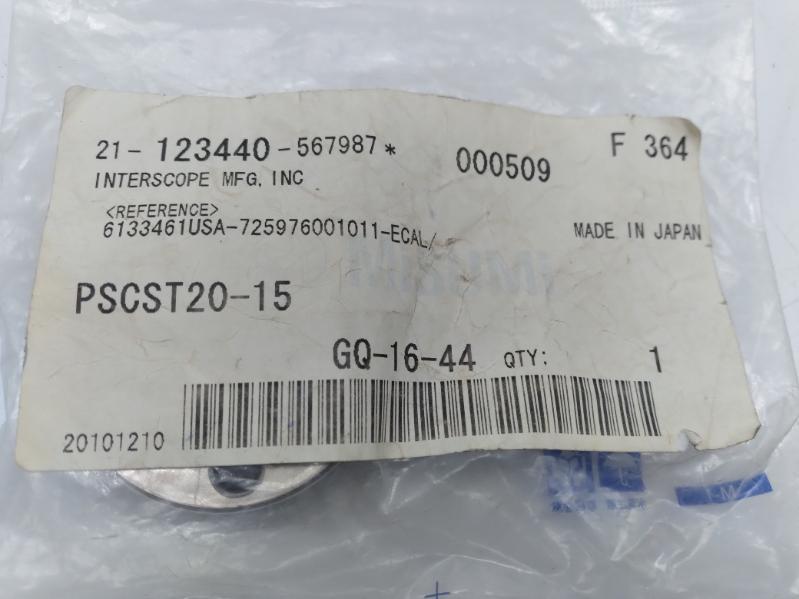 21-123440-567987* 000509 F 364
INTERSCOPE MFG, INC
<REFERENCE>
6133461USA-725976001011-ECAL/ MADE IN JAPAN
PSCST20-15
GQ-16-44 QTY: 1
20101210